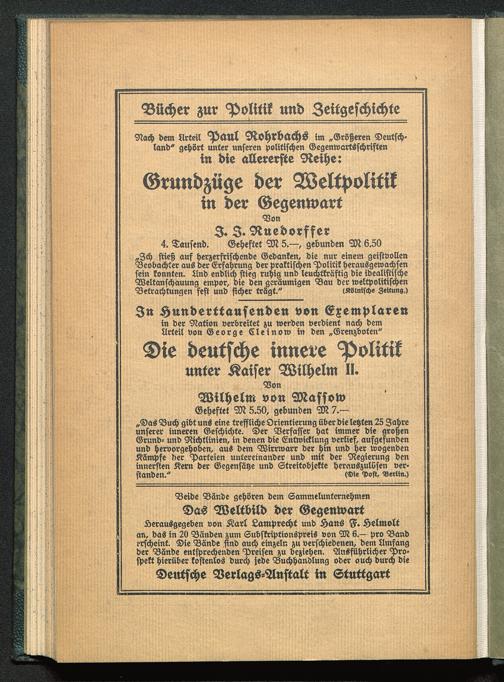 Bücher zur Politik und Zeitgeschichte
Nach dem Urteil Paul Rohrbachs im „Größeren Deutsch-
land“ gehört unter unseren politischen Gegenwartsschriften
in die allererste Reihe:
Grundzüge der Weltpolitik
in der Gegenwart
Von
J. J. Ruedorffer
4. Tausend. Geheftet M 5.—, gebunden M 6.50
„Ich stieß auf herzerfrischende Gedanken, die nur einem geistvollen
Beobachter aus der Erfahrung der praktischen Politik herausgewachsen
sein konnten. Und endlich stieg ruhig und leuchtkräftig die idealistische
Weltanschauung empor, die den geräumigen Bau der weltpolitischen
Betrachtungen fest und sicher trägt.“ (Kölnische Zeitung.)
In Hunderttausenden von Exemplaren
in der Nation verbreitet zu werden verdient nach dem
Urteil von George Cleinow in den „Grenzboten“
Die deutsche innere Politik
unter Kaiser Wilhelm II.
Von
Wilhelm von Massow
Geheftet M 5.50, gebunden M 7.—
„Das Buch gibt uns eine treffliche Orientierung über die letzten 25 Jahre
unserer inneren Geschichte. Der Verfasser hat immer die großen
Grund- und Richtlinien, in denen die Entwicklung verlief, aufgefunden
und hervorgehoben, aus dem Wirrwarr der hin und her wogenden
Kämpfe der Parteien untereinander und mit der Regierung den
innersten Kern der Gegensätze und Streitobjekte herauszulösen ver-
standen.“ (Die Post, Berlin.)
Beide Bände gehören dem Sammelunternehmen
Das Weltbild der Gegenwart
Herausgegeben von Karl Lamprecht und Hans F. Helmolt
an, das in 20 Bänden zum Subskriptionspreis von M 6.— pro Band
erscheint. Die Bände sind auch einzeln zu verschiedenen, dem Umfang
der Bände entsprechenden Preisen zu beziehen. Ausführlicher Pro-
spekt hierüber kostenlos durch jede Buchhandlung oder auch durch die
Deutsche Verlags-Anstalt in Stuttgart